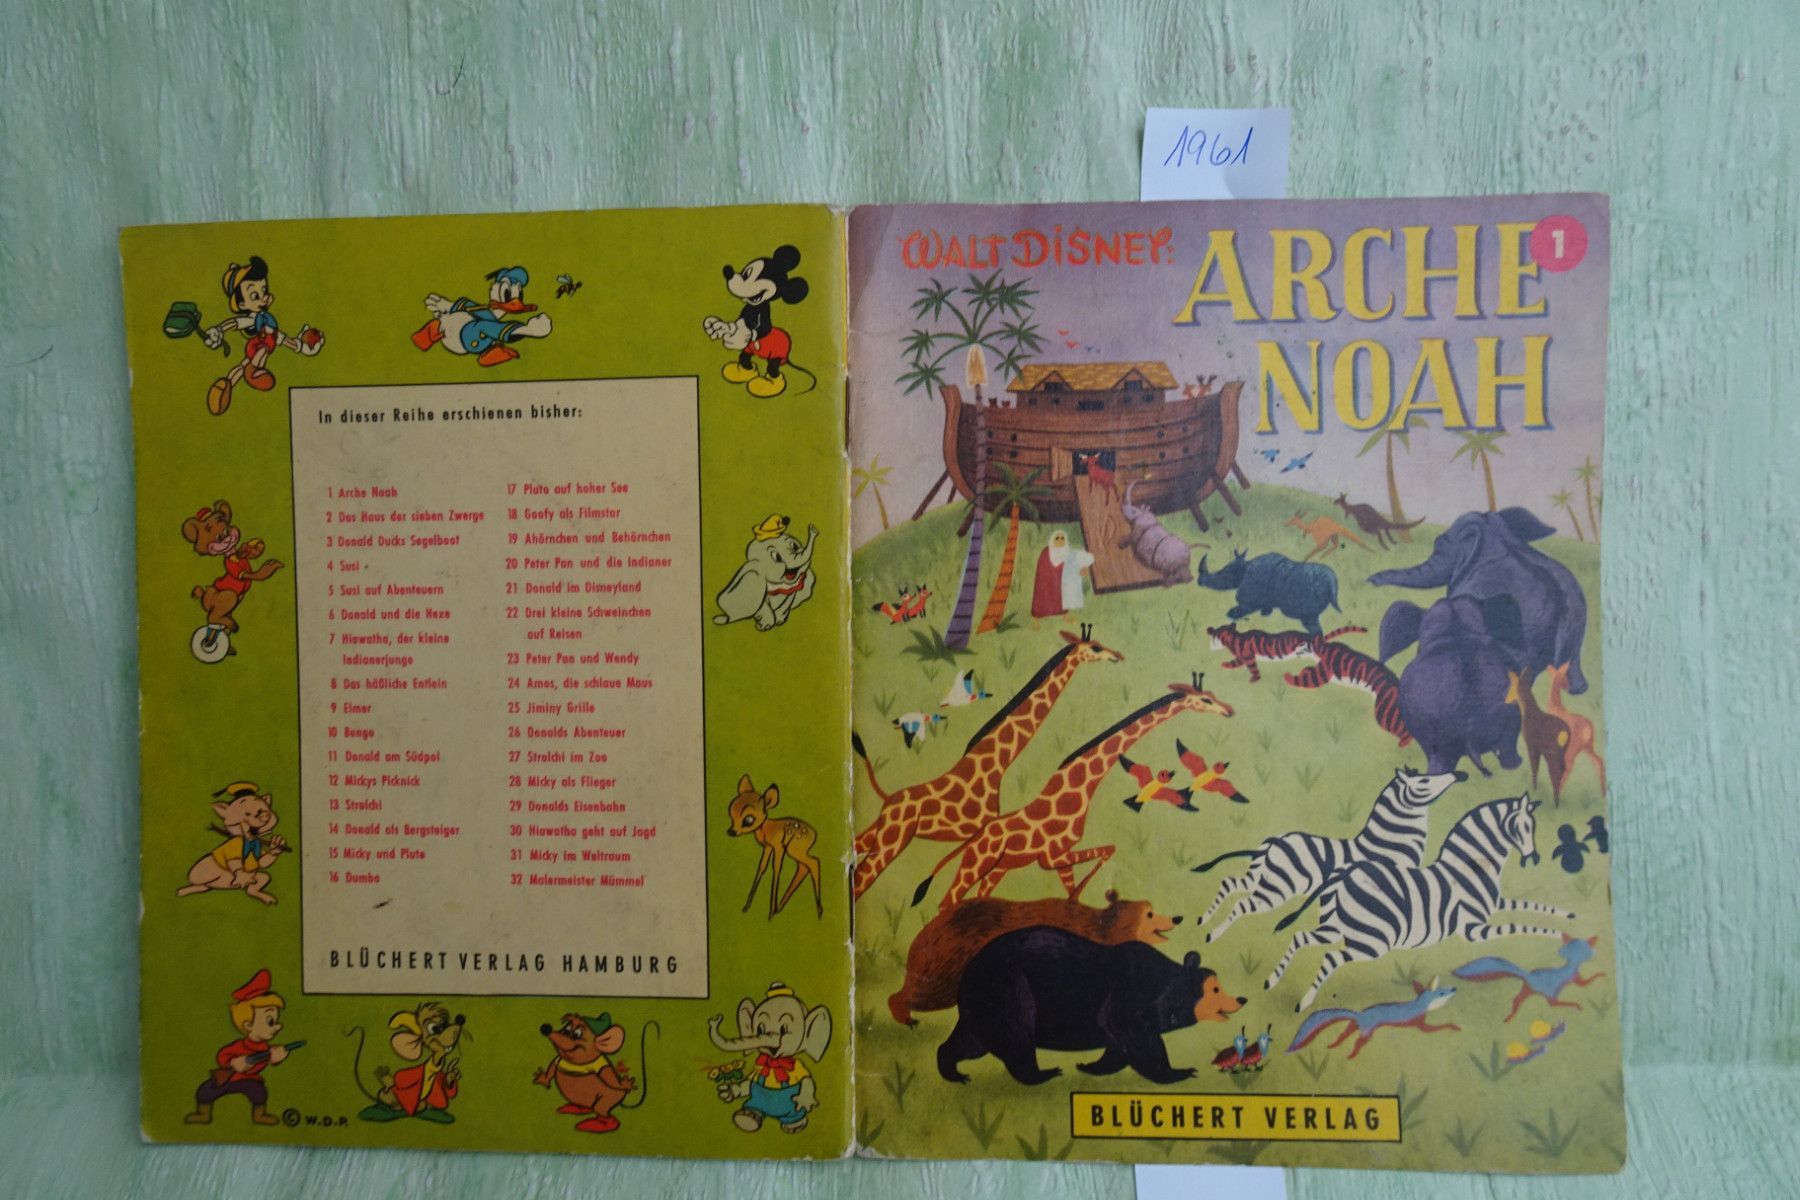 1961
In dieser Reihe erschienen bisher:
1 Arche Noah
2 Das Haus der sieben Zwerge
3 Donald Ducks Segelboot
4 Susi
5 Susi auf Abenteuern
6 Donald und die Hexe
7 Hiawatha, der kleine
Indianerjunge
8 Das häßliche Entlein
9 Elmer
10 Bongo
11 Donald am Südpol
12 Mickys Picknick
13 Strolchi
14 Donald als Bergsteiger
15 Micky und Pluto
16 Dumbo
17 Pluto auf hoher See
18 Goofy als Filmstar
19 Ahörnchen und Behörnchen
20 Peter Pan und die Indianer
21 Donald im Disneyland
22 Drei kleine Schweinchen
auf Reisen
23 Peter Pan und Wendy
24 Amos, die schlaue Maus
25 Jiminy Grille
26 Donalds Abenteuer
27 Strolchi im Zoo
28 Micky als Flieger
29 Donalds Eisenbahn
30 Hiawatha geht auf Jagd
31 Micky im Weltraum
32 Malermeister Mümmel
BLÜCHERT VERLAG HAMBURG
© W.D.P.
WALT DISNEY:
ARCHE
NOAH
1
BLÜCHERT VERLAG